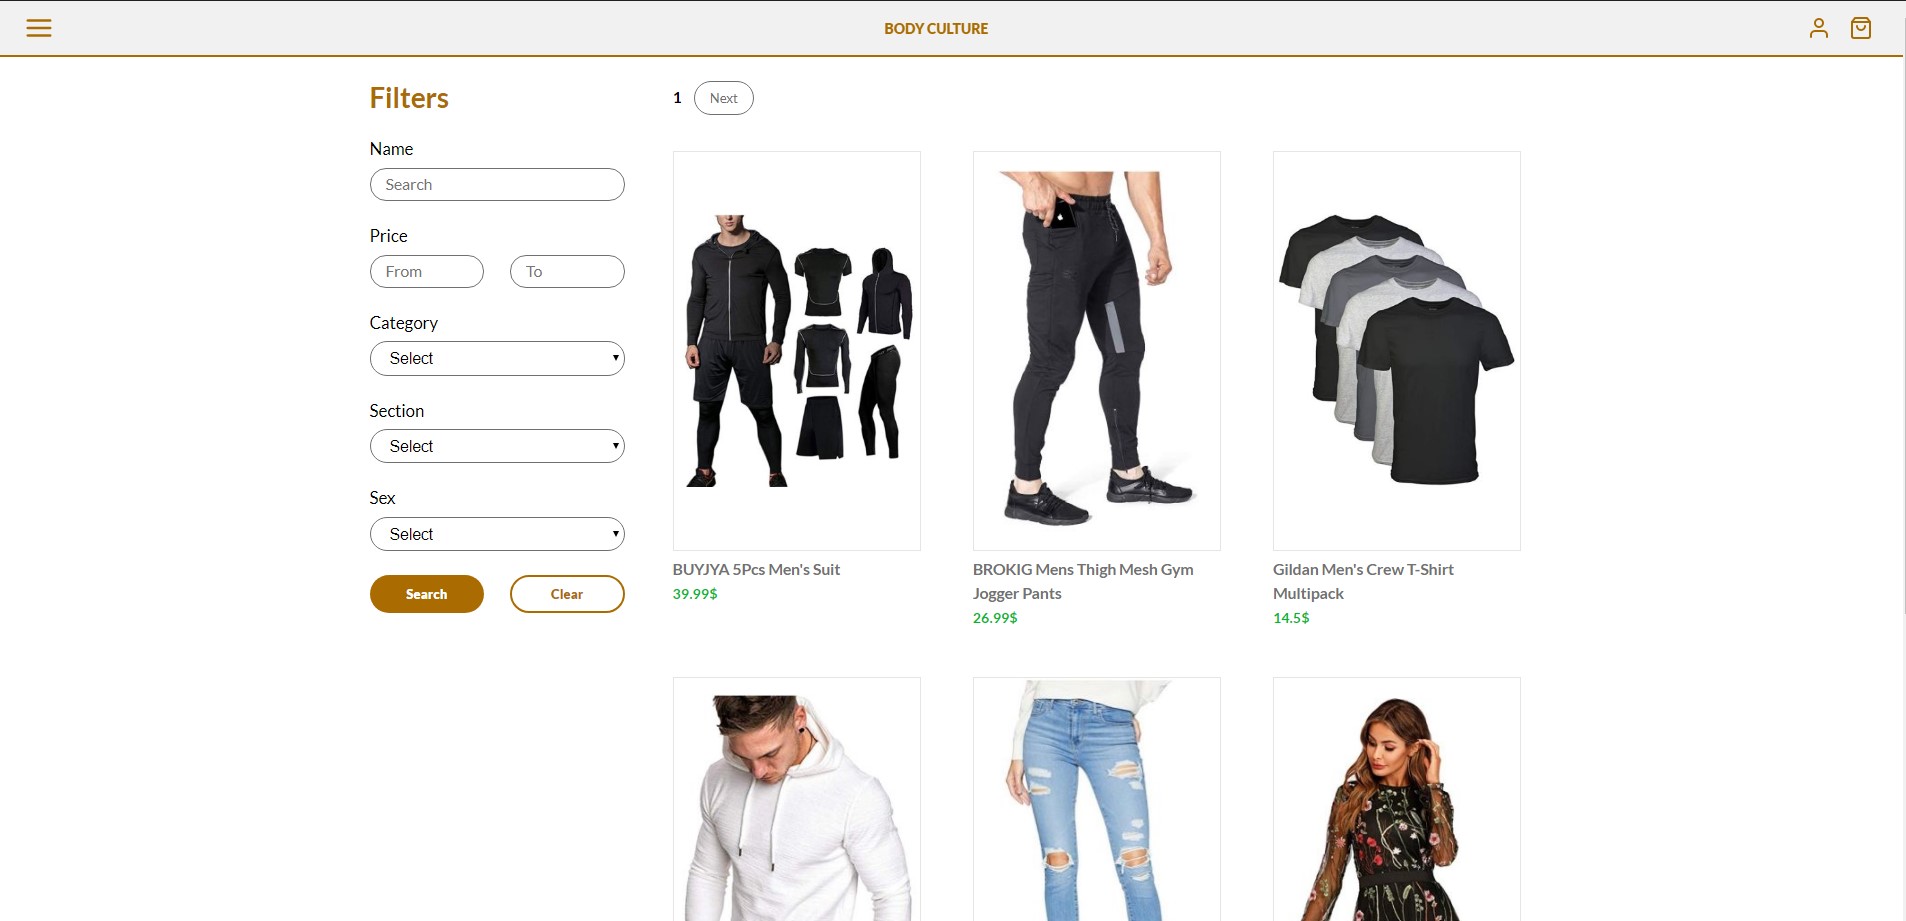 BODY CULTURE
Filters
Name
Search
Price
From To
Category
Select
Section
Select
Sex
Select
Search Clear
1 Next
BUYJYA 5Pcs Men's Suit
39.99$
BROKIG Mens Thigh Mesh Gym
Jogger Pants
26.99$
Gildan Men's Crew T-Shirt
Multipack
14.5$